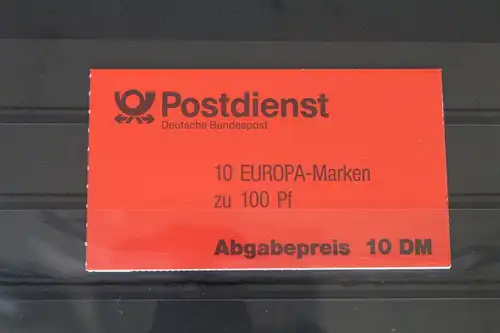 Postdienst
Deutsche Bundespost
10 EUROPA-Marken
zu 100 Pf
Abgabepreis 10 DM